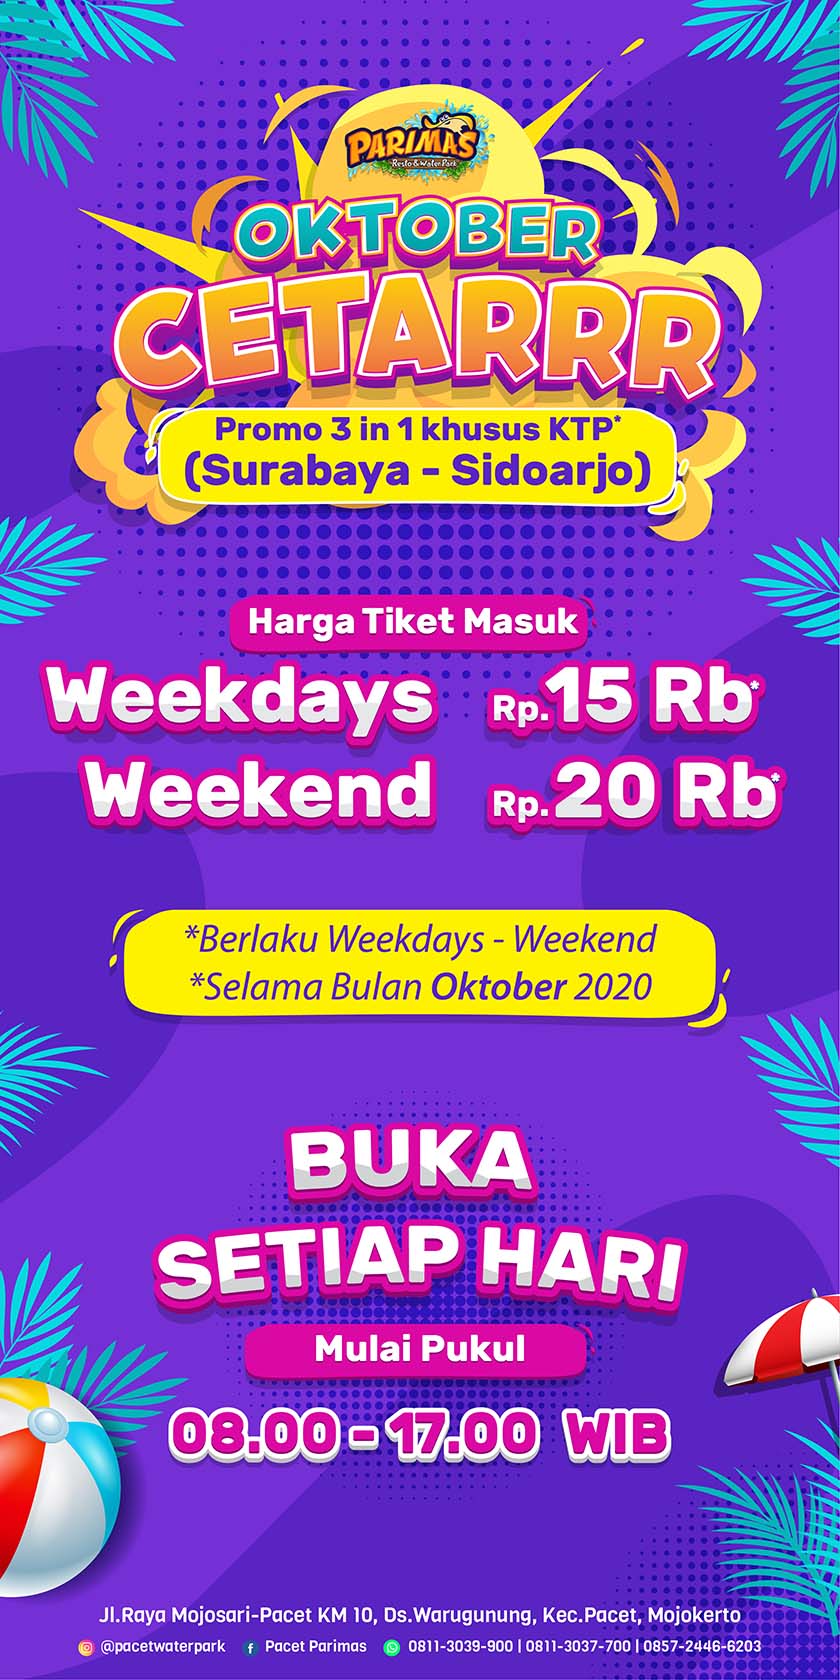 PARIMAS
Resto & WaterPark
OKTOBER
CETARRR
Promo 3 in 1 khusus KTP*
(Surabaya - Sidoarjo)
Harga Tiket Masuk
Weekdays Rp.15 Rb*
Weekend Rp.20 Rb*
*Berlaku Weekdays - Weekend
*Selama Bulan Oktober 2020
BUKA
SETIAP HARI
Mulai Pukul
08.00 - 17.00 WIB
Jl.Raya Mojosari-Pacet KM 10, Ds.Warugunung, Kec.Pacet, Mojokerto
@pacetwaterpark Pacet Parimas 0811-3039-900 | 0811-3037-700 | 0857-2446-6203